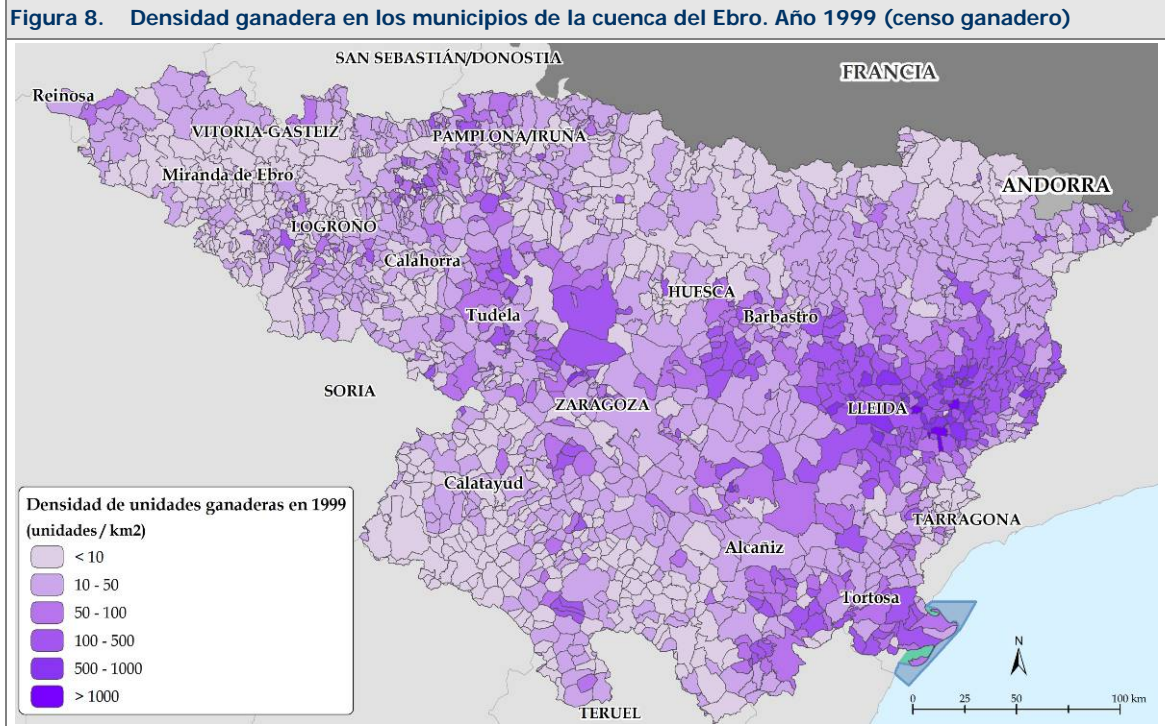 Figura 8. Densidad ganadera en los municipios de la cuenca del Ebro. Año 1999 (censo ganadero)
SAN SEBASTIÁN/DONOSTIA
FRANCIA
Reinosa
VITORIA-GASTEIZ
PAMPLONA/IRUÑA
Miranda de Ebro
ANDORRA
LOGROÑO
Calahorra
HUESCA
Tudela
Barbastro
SORIA
ZARAGOZA
LLEIDA
Calatayud
TARRAGONA
Alcañiz
Tortosa
TERUEL
Densidad de unidades ganaderas en 1999
(unidades / km2)
< 10
10 - 50
50 - 100
100 - 500
500 - 1000
> 1000
N
0 25 50 100 km